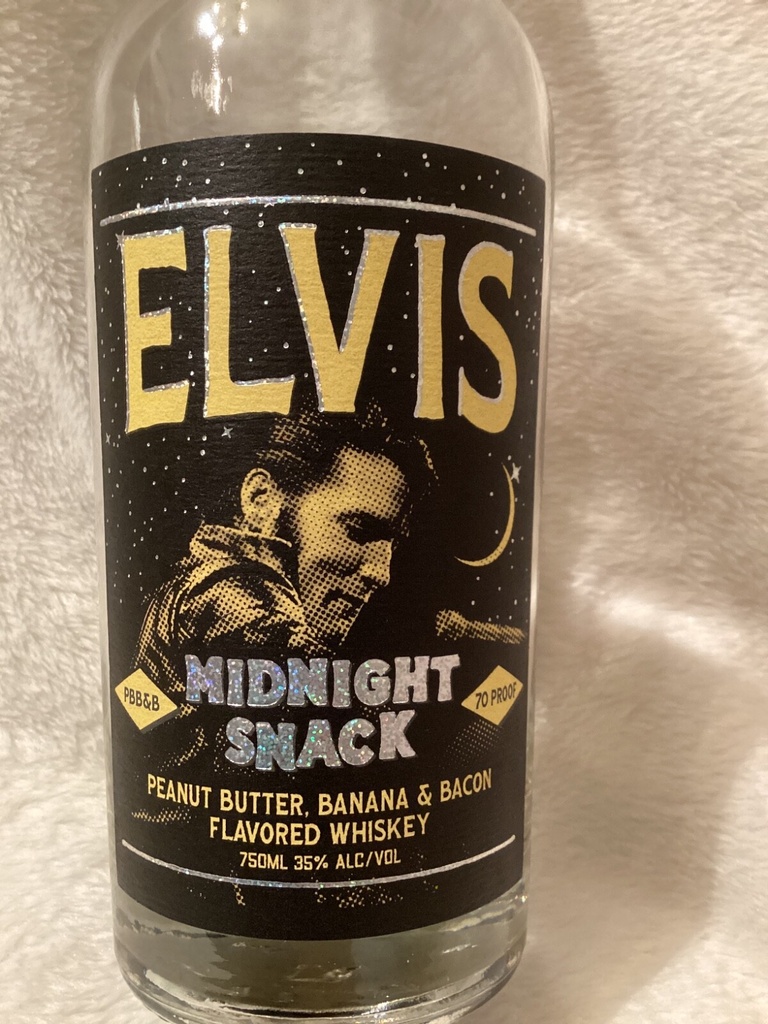 ELVIS
MIDNIGHT
PBB&B
70 PROOF
SNACK
PEANUT BUTTER, BANANA & BACON
FLAVORED WHISKEY
750ML 35% ALC/VOL